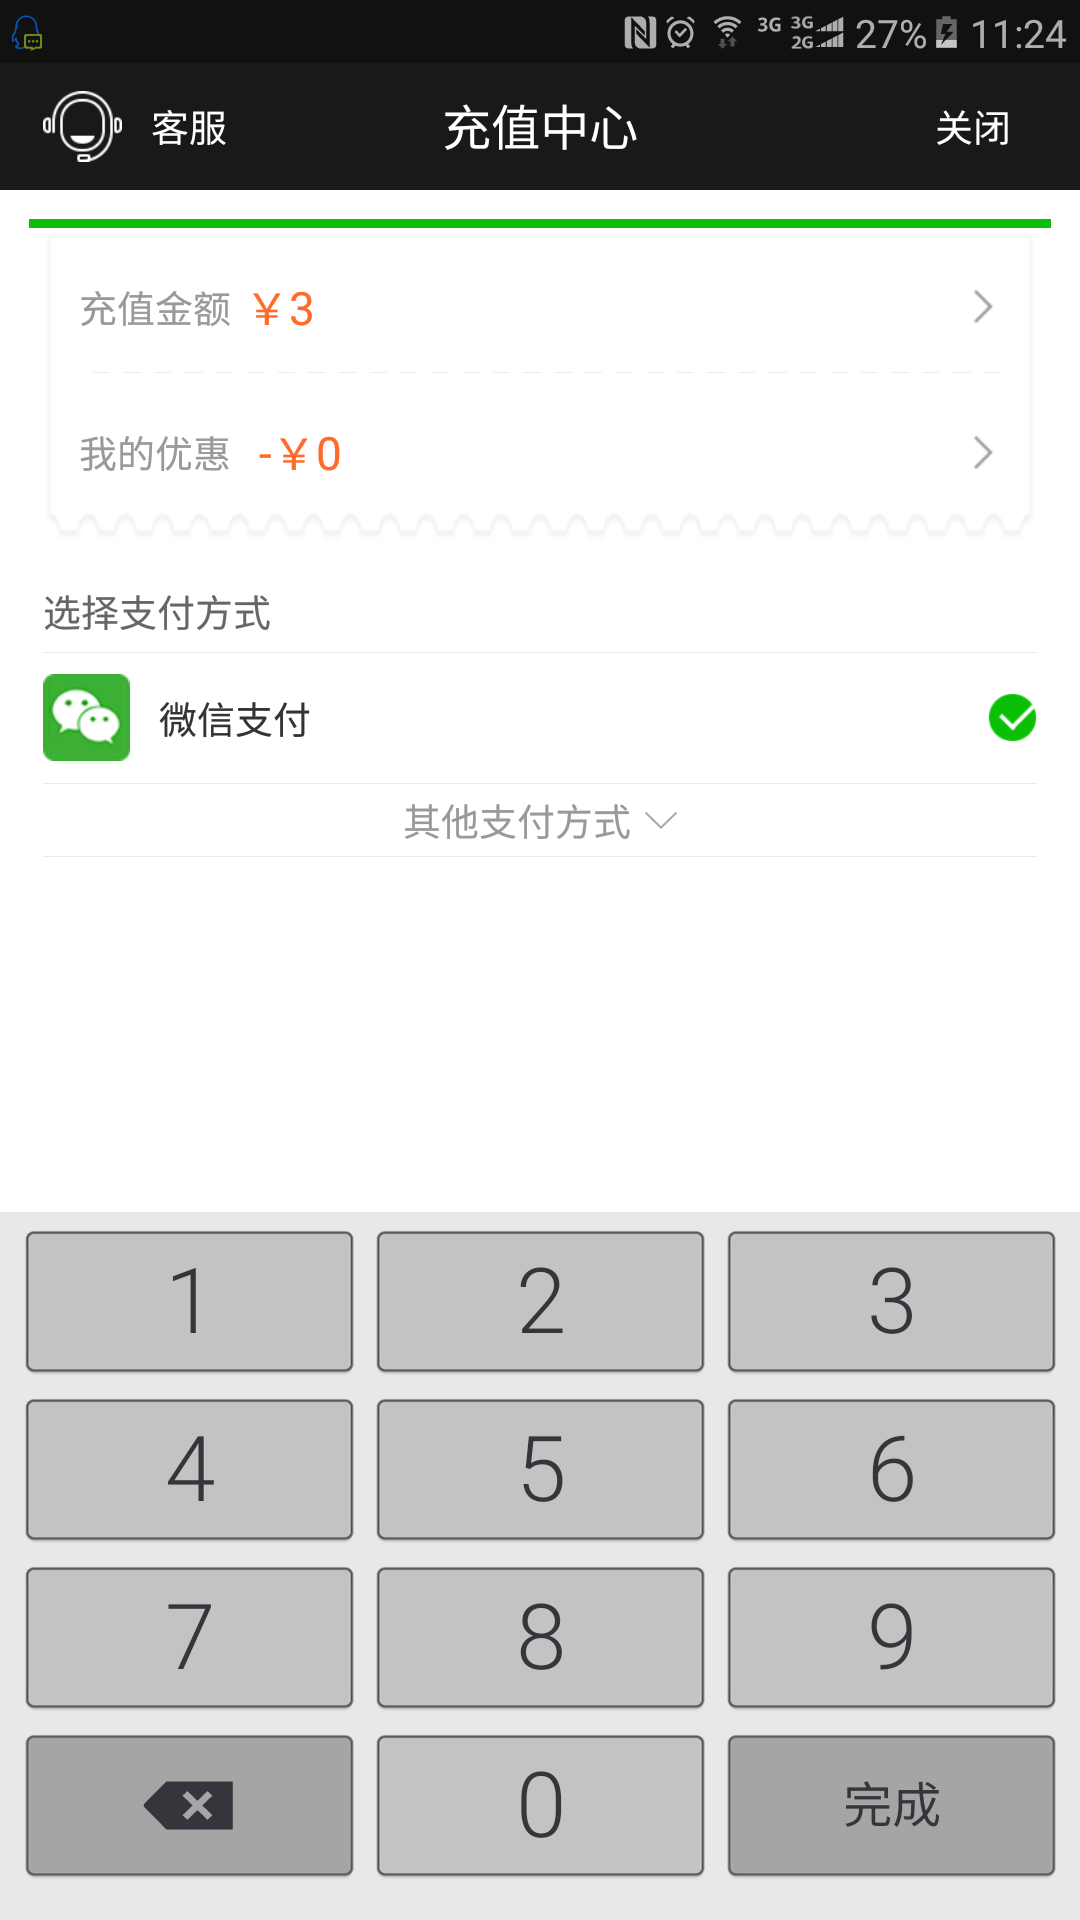 3G 3G 2G 27% 11:24
客服 充值中心 关闭
充值金额 ￥3
我的优惠 -￥0
选择支付方式
微信支付
其他支付方式
1 2 3
4 5 6
7 8 9
0 完成